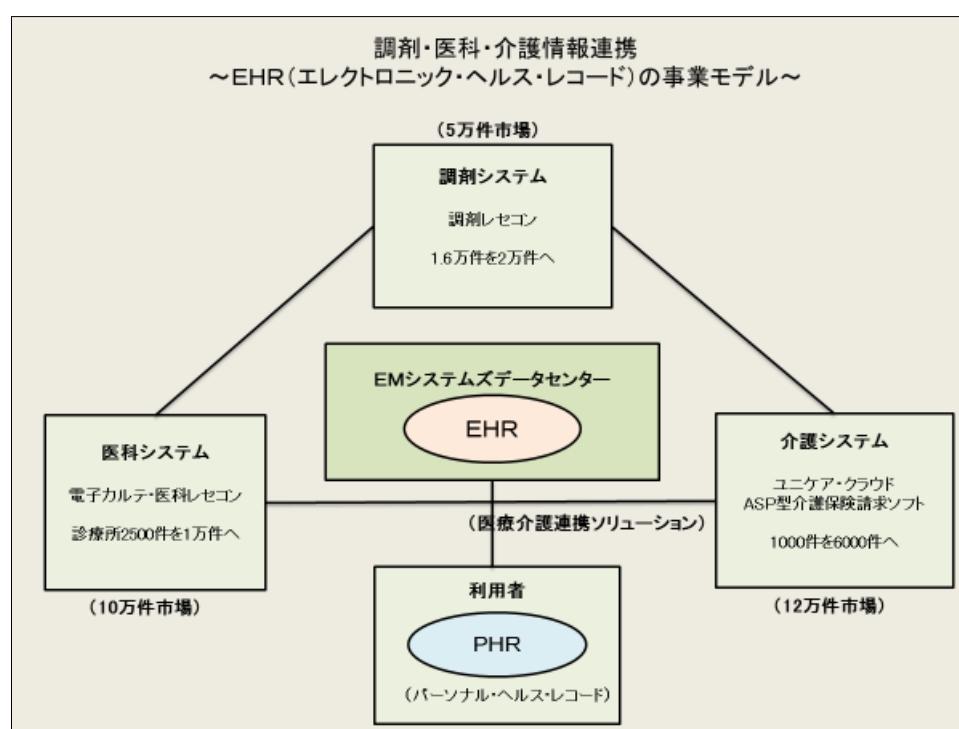 調剤・医科・介護情報連携
～EHR(エレクトロニック・ヘルス・レコード)の事業モデル～
(5万件市場)
調剤システム
調剤レセコン
1.6万件を2万件へ
EMシステムズデータセンター
EHR
医科システム
電子カルテ・医科レセコン
診療所2500件を1万件へ
(10万件市場)
介護システム
ユニケア・クラウド
ASP型介護保険請求ソフト
1000件を6000件へ
(12万件市場)
(医療介護連携ソリューション)
利用者
PHR
(パーソナル・ヘルス・レコード)